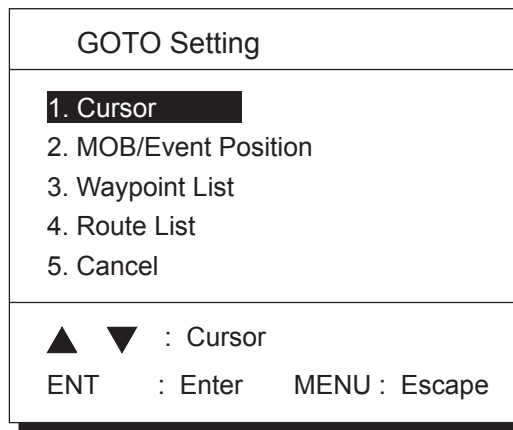 GOTO Setting
1. Cursor
2. MOB/Event Position
3. Waypoint List
4. Route List
5. Cancel
▲ ▼ : Cursor
ENT : Enter MENU : Escape